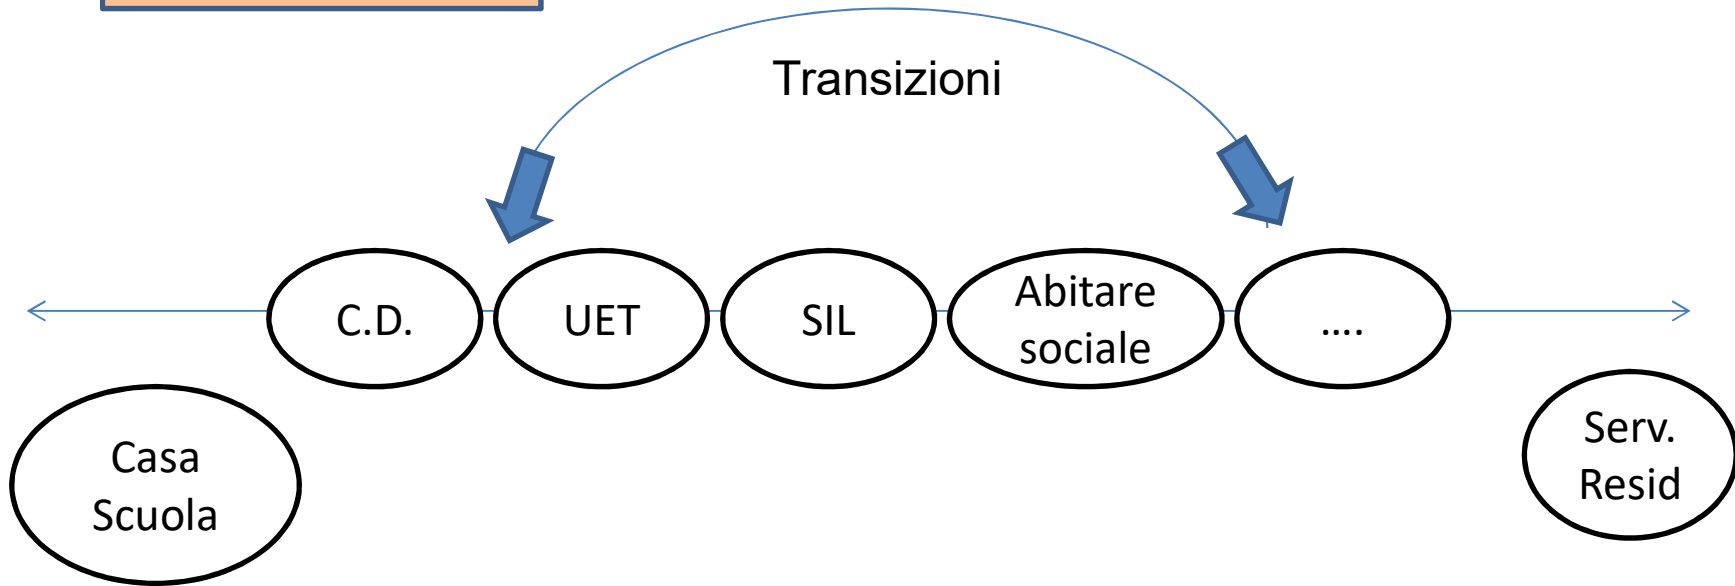 Transizioni
C.D.
UET
SIL
Abitare
sociale
....
Casa
Scuola
Serv.
Resid